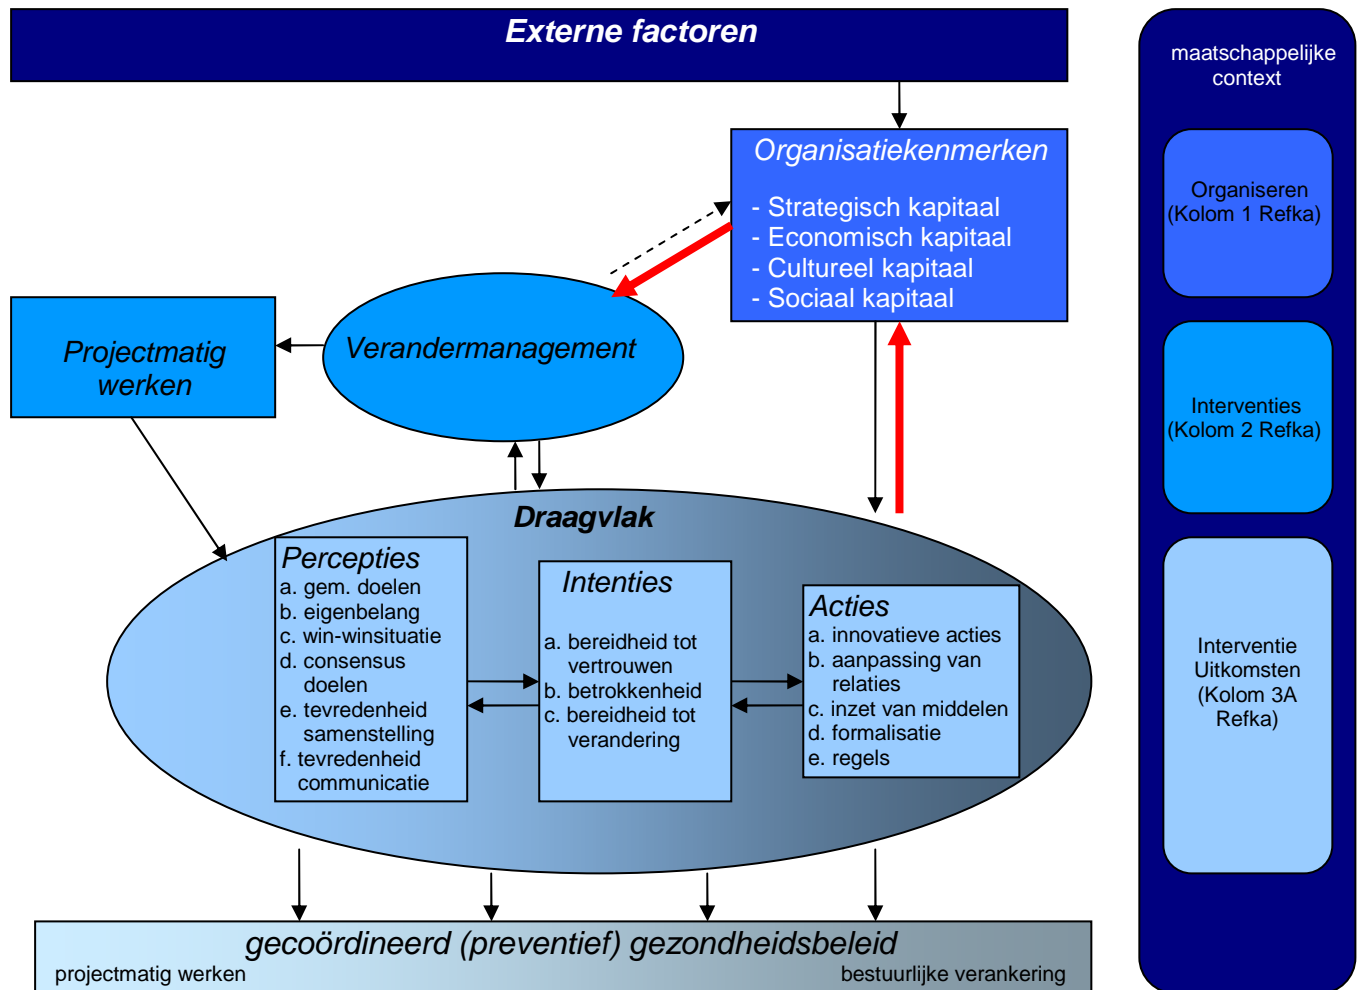 Externe factoren
Organisatiekenmerken
- Strategisch kapitaal
- Economisch kapitaal
- Cultureel kapitaal
- Sociaal kapitaal
Verandermanagement
Projectmatig
werken
Draagvlak
Percepties
a. gem. doelen
b. eigenbelang
c. win-winsituatie
d. consensus
doelen
e. tevredenheid
samenstelling
f. tevredenheid
communicatie
Intenties
a. bereidheid tot
vertrouwen
b. betrokkenheid
c. bereidheid tot
verandering
Acties
a. innovatieve acties
b. aanpassing van
relaties
c. inzet van middelen
d. formalisatie
e. regels
gecoördineerd (preventief) gezondheidsbeleid
projectmatig werken
bestuurlijke verankering
maatschappelijke
context
Organiseren
(Kolom 1 Refka)
Interventies
(Kolom 2 Refka)
Interventie
Uitkomsten
(Kolom 3A
Refka)